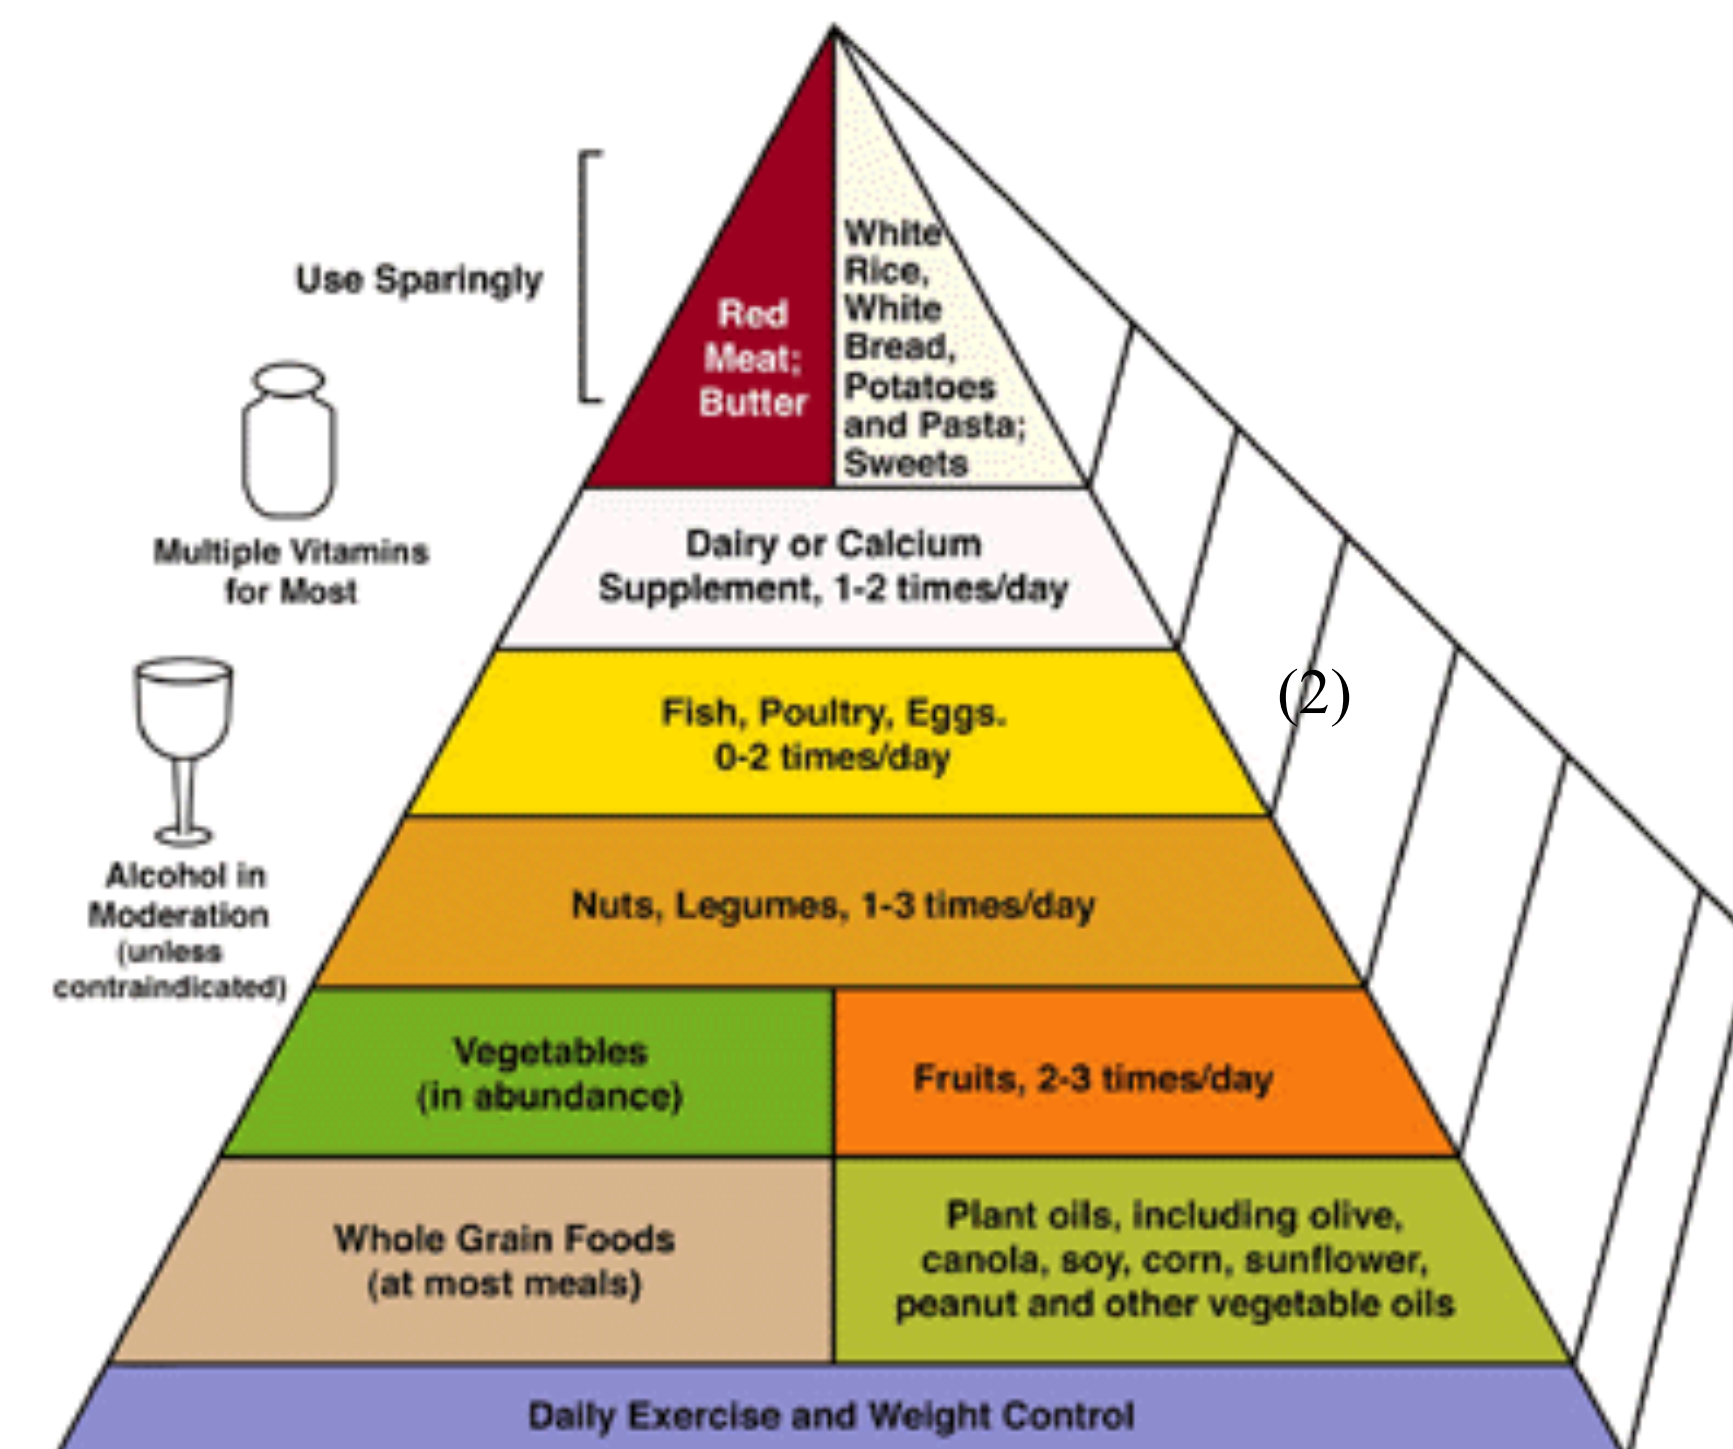 Use Sparingly
Red
Meat;
Butter
White
Rice,
White
Bread,
Potatoes
and Pasta;
Sweets
Multiple Vitamins
for Most
Dairy or Calcium
Supplement, 1-2 times/day
(2)
Fish, Poultry, Eggs.
0-2 times/day
Alcohol in
Moderation
(unless
contraindicated)
Nuts, Legumes, 1-3 times/day
Vegetables
(in abundance)
Fruits, 2-3 times/day
Whole Grain Foods
(at most meals)
Plant oils, including olive,
canola, soy, corn, sunflower,
peanut and other vegetable oils
Daily Exercise and Weight Control